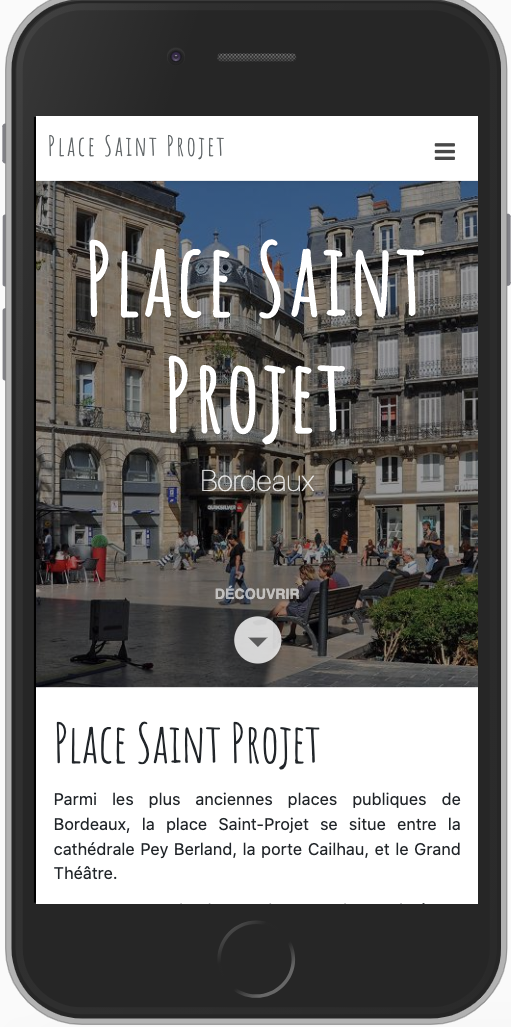 Place Saint Projet
Place Saint
Projet
Bordeaux
QUIKSILVER
DÉCOUVRIR
Place Saint Projet
Parmi les plus anciennes places publiques de
Bordeaux, la place Saint-Projet se situe entre la
cathédrale Pey Berland, la porte Cailhau, et le Grand
Théâtre.